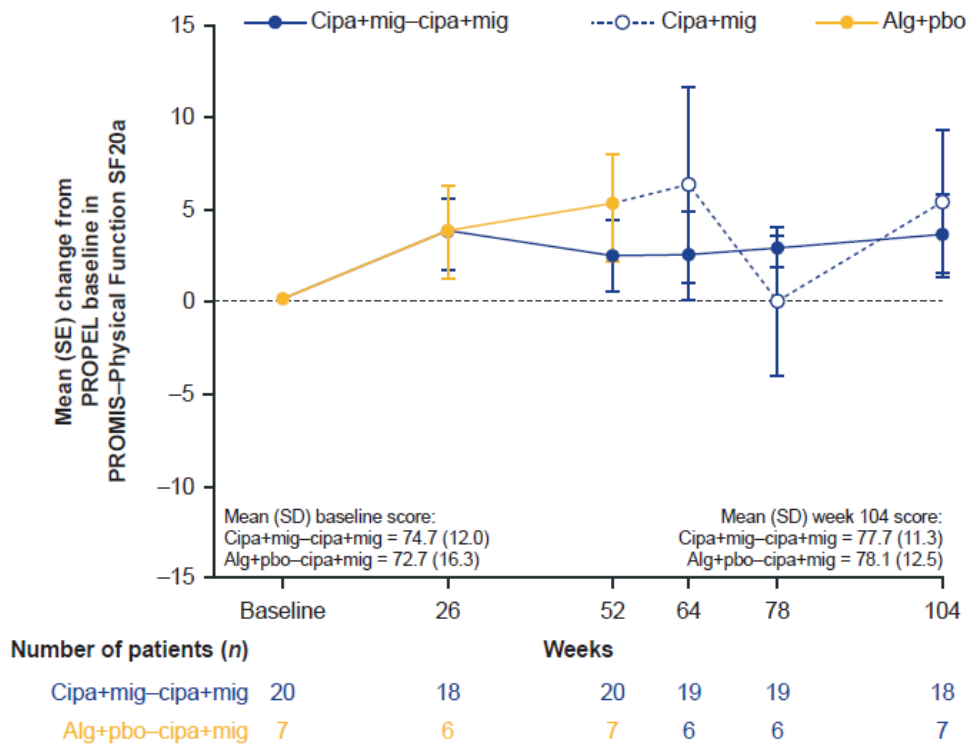 Cipa+mig–cipa+mig Cipa+mig Alg+pbo
Mean (SE) change from
PROPEL baseline in
PROMIS–Physical Function SF20a
15
10
5
0
–5
–10
–15
Mean (SD) baseline score:
Cipa+mig–cipa+mig = 74.7 (12.0)
Alg+pbo–cipa+mig = 72.7 (16.3)
Mean (SD) week 104 score:
Cipa+mig–cipa+mig = 77.7 (11.3)
Alg+pbo–cipa+mig = 78.1 (12.5)
Baseline 26 52 64 78 104
Number of patients (n) Weeks
Cipa+mig–cipa+mig 20 18 20 19 19 18
Alg+pbo–cipa+mig 7 6 7 6 6 7